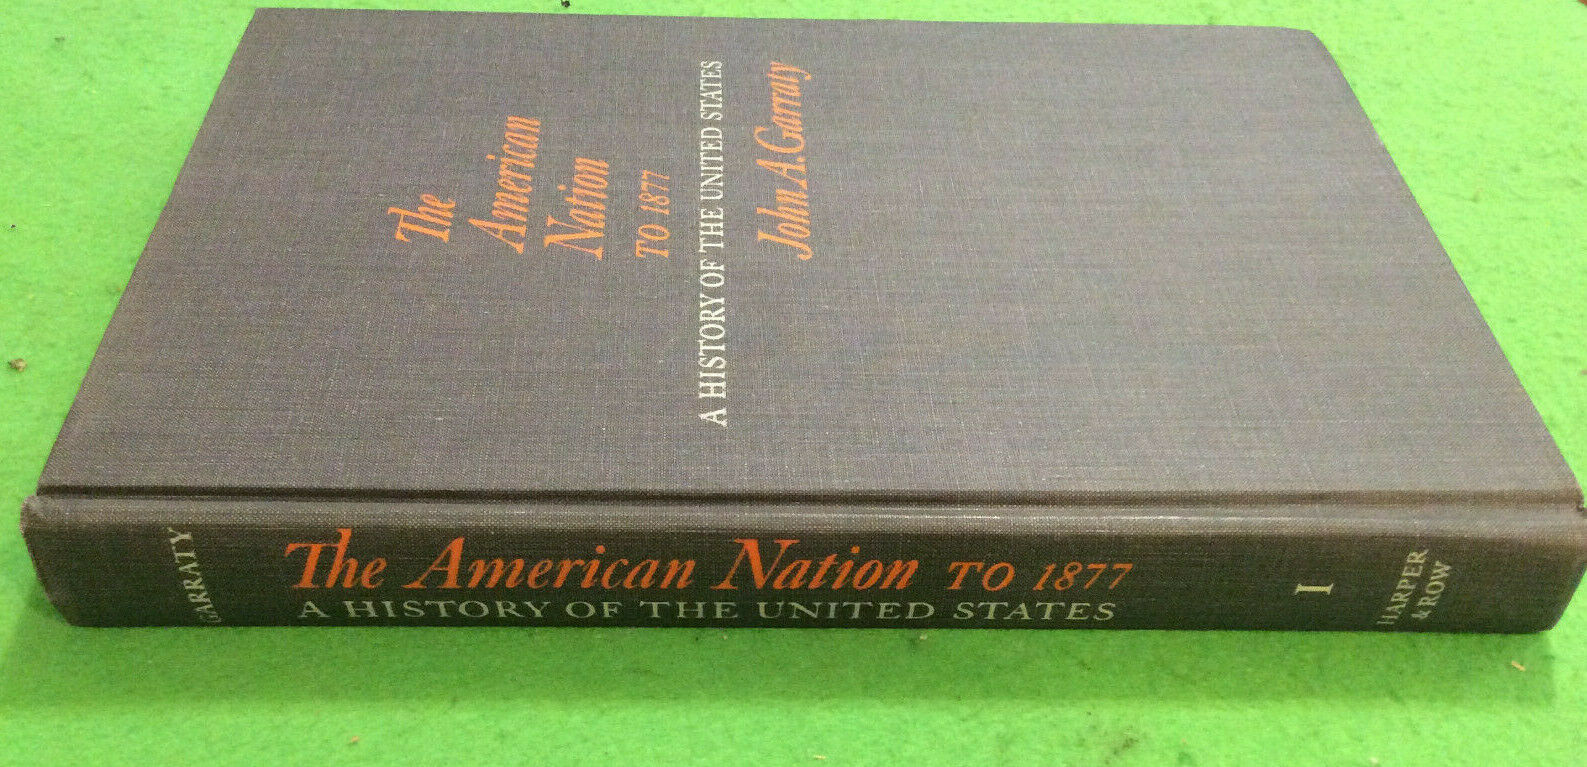 The
American
Nation
TO 1877
A HISTORY OF THE UNITED STATES
John A. Garraty
GARRATY
The American Nation TO 1877
A HISTORY OF THE UNITED STATES
I
HARPER
& ROW